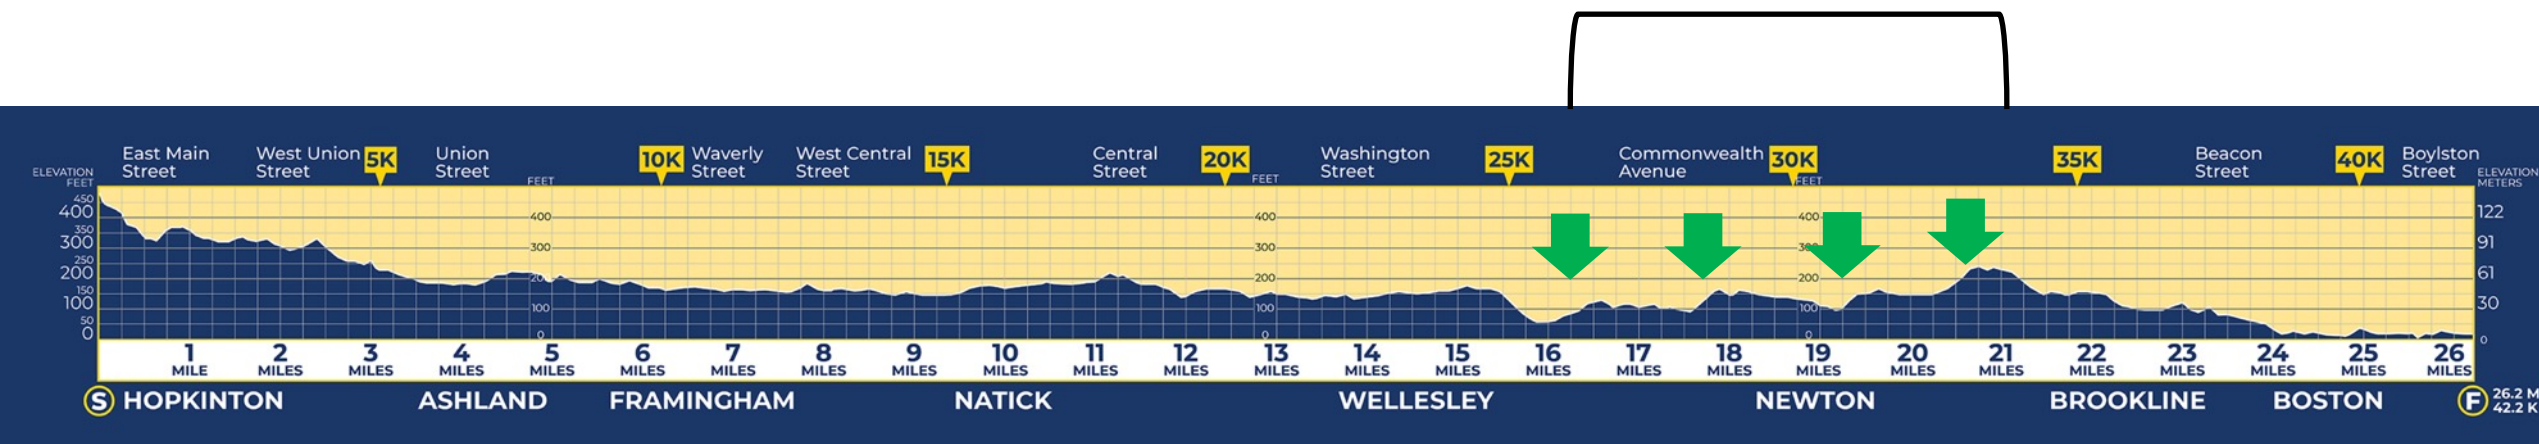 East Main Street
West Union Street
5K
Union Street
10K
Waverly Street
West Central Street
15K
Central Street
20K
Washington Street
25K
Commonwealth Avenue
30K
35K
Beacon Street
40K
Boylston Street
ELEVATION FEET
450
400
350
300
250
200
150
100
50
0
FEET
400
300
100
0
FEET
400
300
200
100
0
FEET
400
200
100
0
ELEVATION METERS
122
91
61
30
0
1 MILE
2 MILES
3 MILES
4 MILES
5 MILES
6 MILES
7 MILES
8 MILES
9 MILES
10 MILES
11 MILES
12 MILES
13 MILES
14 MILES
15 MILES
16 MILES
17 MILES
18 MILES
19 MILES
20 MILES
21 MILES
22 MILES
23 MILES
24 MILES
25 MILES
26 MILES
S HOPKINTON
ASHLAND
FRAMINGHAM
NATICK
WELLESLEY
NEWTON
BROOKLINE
BOSTON
F
26.2 M
42.2 K